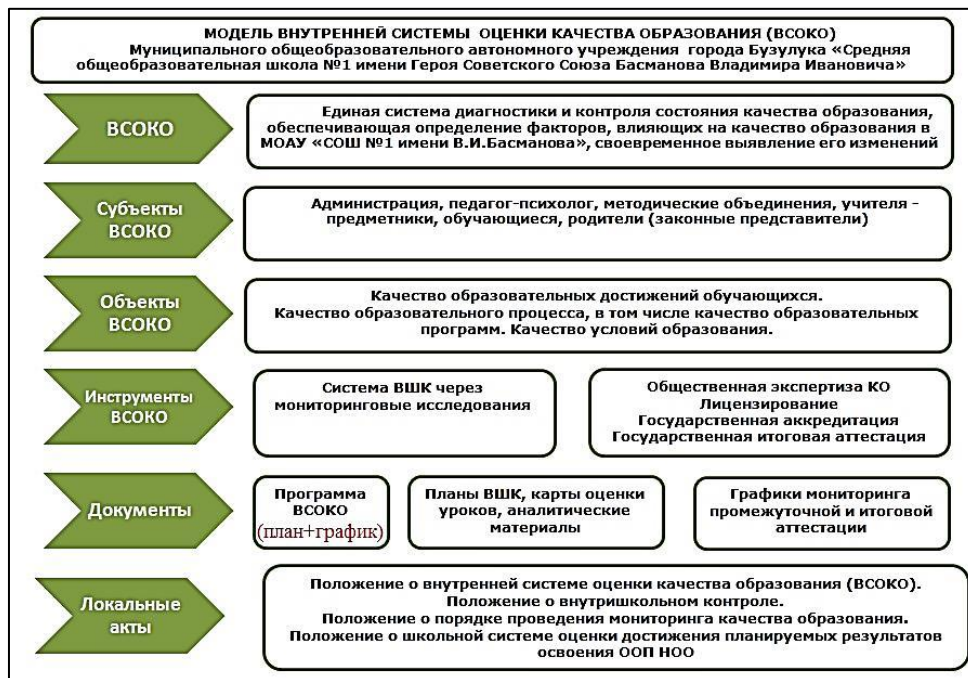 МОДЕЛЬ ВНУТРЕННЕЙ СИСТЕМЫ ОЦЕНКИ КАЧЕСТВА ОБРАЗОВАНИЯ (ВСОКО)
Муниципального общеобразовательного автономного учреждения города Бузулука «Средняя
общеобразовательная школа №1 имени Героя Советского Союза Басманова Владимира Ивановича»
ВСОКО
Единая система диагностики и контроля состояния качества образования,
обеспечивающая определение факторов, влияющих на качество образования в
МОАУ «СОШ №1 имени В.И.Басманова», своевременное выявление его изменений
Субъекты
ВСОКО
Администрация, педагог-психолог, методические объединения, учителя -
предметники, обучающиеся, родители (законные представители)
Объекты
ВСОКО
Качество образовательных достижений обучающихся.
Качество образовательного процесса, в том числе качество образовательных
программ. Качество условий образования.
Инструменты
ВСОКО
Система ВШК через
мониторинговые исследования
Общественная экспертиза КО
Лицензирование
Государственная аккредитация
Государственная итоговая аттестация
Документы
Программа
ВСОКО
(план+график)
Планы ВШК, карты оценки
уроков, аналитические
материалы
Графики мониторинга
промежуточной и итоговой
аттестации
Локальные
акты
Положение о внутренней системе оценки качества образования (ВСОКО).
Положение о внутришкольном контроле.
Положение о порядке проведения мониторинга качества образования.
Положение о школьной системе оценки достижения планируемых результатов
освоения ООП НОО